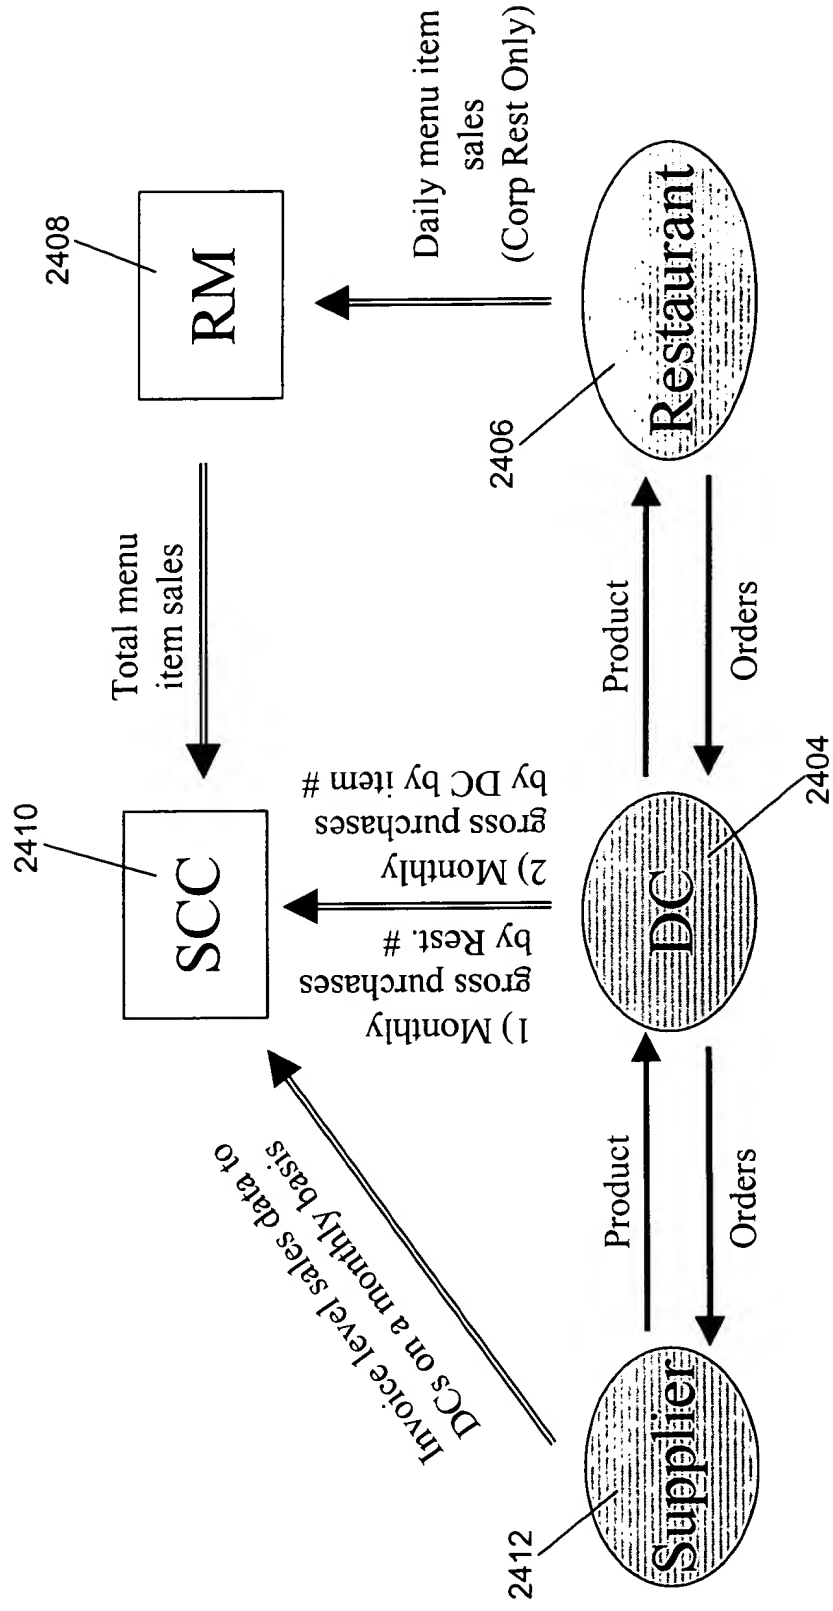 2410
SCC
Total menu
item sales
2408
RM
Invoice level sales data to
DCs on a monthly basis
1) Monthly
gross purchases
by Rest. #
2) Monthly
gross purchases
by DC by item #
Daily menu item
sales
(Corp Rest Only)
2412
Supplier
Product
Orders
DC
2404
Product
Orders
2406
Restaurant